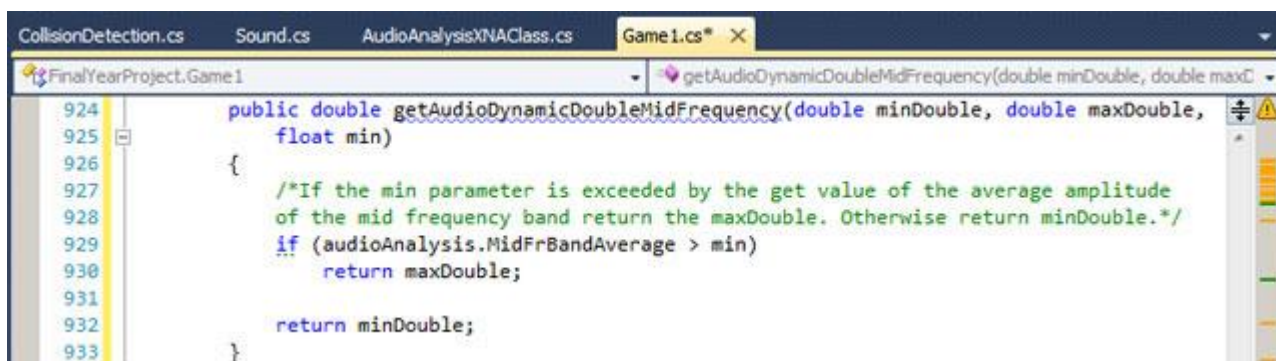 CollisionDetection.cs Sound.cs AudioAnalysisXNAClass.cs Game1.cs* ×
FinalYearProject.Game1 getAudioDynamicDoubleMidFrequency(double minDouble, double maxD
924 public double getAudioDynamicDoubleMidFrequency(double minDouble, double maxDouble,
925 float min)
926 {
927 /*If the min parameter is exceeded by the get value of the average amplitude
928 of the mid frequency band return the maxDouble. Otherwise return minDouble.*/
929 if (audioAnalysis.MidFrBandAverage > min)
930 return maxDouble;
931
932 return minDouble;
933 }